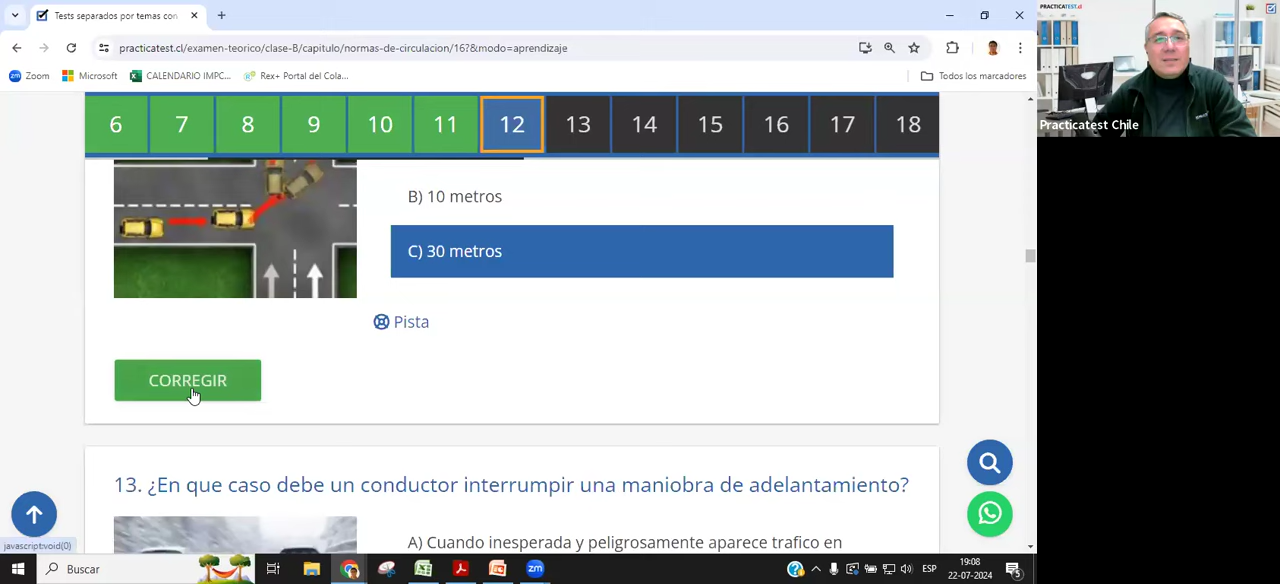 Tests separados por temas con
practicatest.cl/examen-teorico/clase-B/capitulo/normas-de-circulacion/168?modo=aprendizaje
Zoom
Microsoft
CALENDARIO IMPC...
Rex+ Portal del Cola...
Todos los marcadores
6 7 8 9 10 11 12 13 14 15 16 17 18
B) 10 metros
C) 30 metros
Pista
CORREGIR
13. ¿En que caso debe un conductor interrumpir una maniobra de adelantamiento?
A) Cuando inesperada y peligrosamente aparece trafico en
javascript:void(0)
Buscar
ESP
19:08
22-07-2024
5
PRACTICATEST.cl
Practicatest Chile